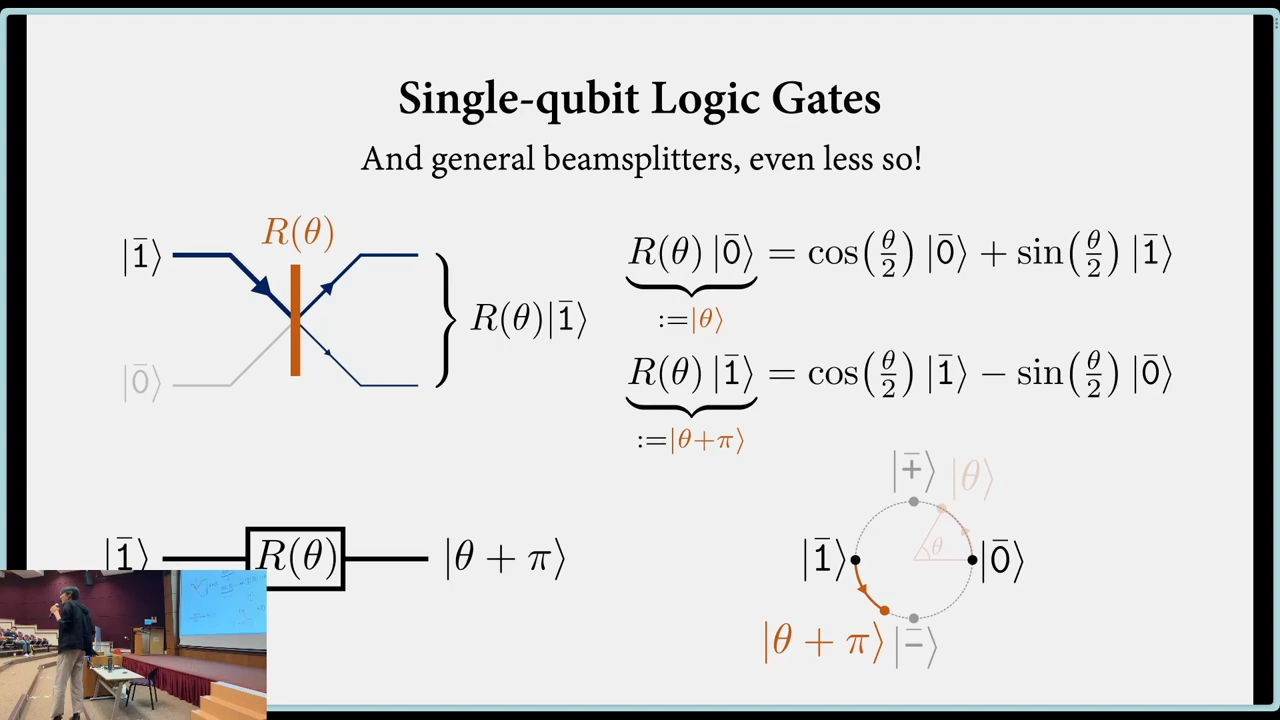 Single-qubit Logic Gates
And general beamsplitters, even less so!
R(θ)
|1̄⟩
|0̄⟩
R(θ)|1̄⟩
R(θ) |0̄⟩ = cos(θ/2) |0̄⟩ + sin(θ/2) |1̄⟩
:=|θ⟩
R(θ) |1̄⟩ = cos(θ/2) |1̄⟩ − sin(θ/2) |0̄⟩
:=|θ+π⟩
|1̄⟩ R(θ) |θ + π⟩
|+̄⟩ |θ⟩
θ
|1̄⟩ |0̄⟩
|θ + π⟩ |−̄⟩